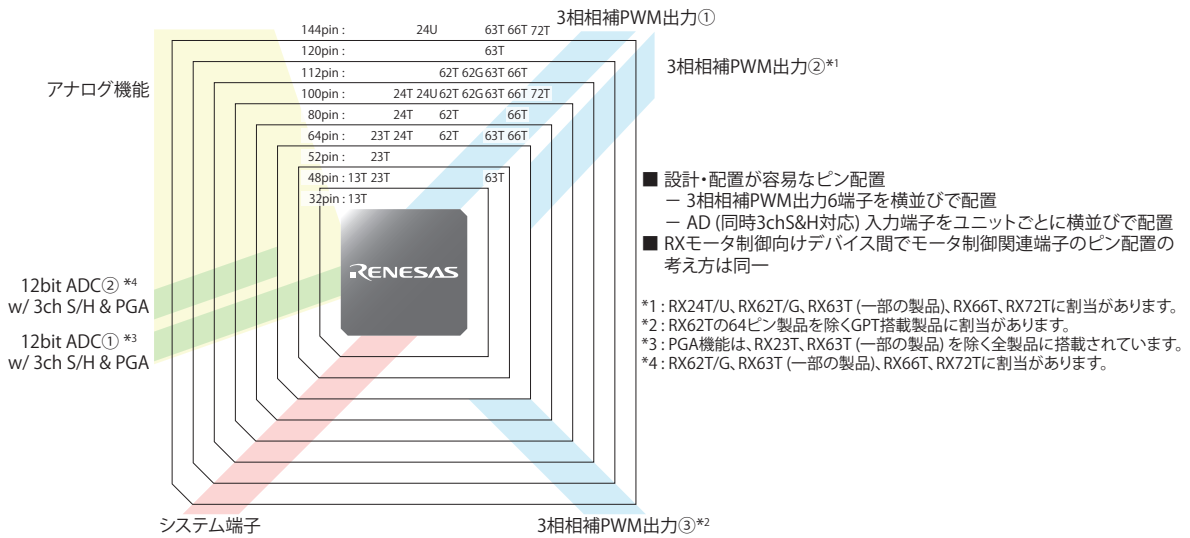 3相相補PWM出力①
144pin : 24U 63T 66T 72T
120pin : 63T
3相相補PWM出力②*1
112pin : 62T 62G 63T 66T
アナログ機能
100pin : 24T 24U 62T 62G 63T 66T 72T
80pin : 24T 62T 66T
64pin : 23T 24T 62T 63T 66T
52pin : 23T
48pin : 13T 23T 63T
32pin : 13T
■ 設計・配置が容易なピン配置
－ 3相相補PWM出力6端子を横並びで配置
－ AD (同時3chS&H対応) 入力端子をユニットごとに横並びで配置
■ RXモータ制御向けデバイス間でモータ制御関連端子のピン配置の
考え方は同一
RENESAS
12bit ADC② *4
w/ 3ch S/H & PGA
12bit ADC① *3
w/ 3ch S/H & PGA
*1 : RX24T/U、RX62T/G、RX63T (一部の製品)、RX66T、RX72Tに割当があります。
*2 : RX62Tの64ピン製品を除くGPT搭載製品に割当があります。
*3 : PGA機能は、RX23T、RX63T (一部の製品) を除く全製品に搭載されています。
*4 : RX62T/G、RX63T (一部の製品)、RX66T、RX72Tに割当があります。
システム端子
3相相補PWM出力③*2